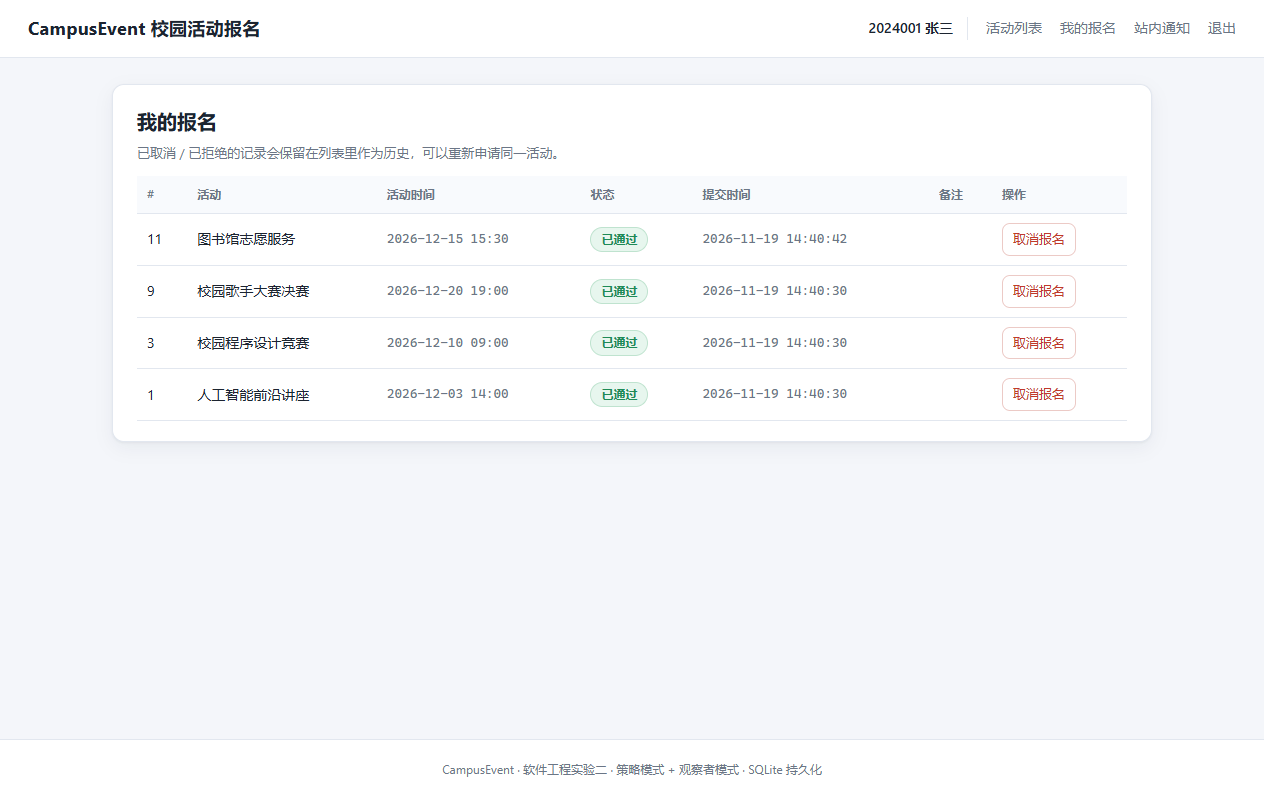 CampusEvent 校园活动报名 2024001 张三 活动列表 我的报名 站内通知 退出
我的报名
已取消 / 已拒绝的记录会保留在列表里作为历史，可以重新申请同一活动。
# 活动 活动时间 状态 提交时间 备注 操作
11 图书馆志愿服务 2026-12-15 15:30 已通过 2026-11-19 14:40:42 取消报名
9 校园歌手大赛决赛 2026-12-20 19:00 已通过 2026-11-19 14:40:30 取消报名
3 校园程序设计竞赛 2026-12-10 09:00 已通过 2026-11-19 14:40:30 取消报名
1 人工智能前沿讲座 2026-12-03 14:00 已通过 2026-11-19 14:40:30 取消报名
CampusEvent · 软件工程实验二 · 策略模式 + 观察者模式 · SQLite 持久化